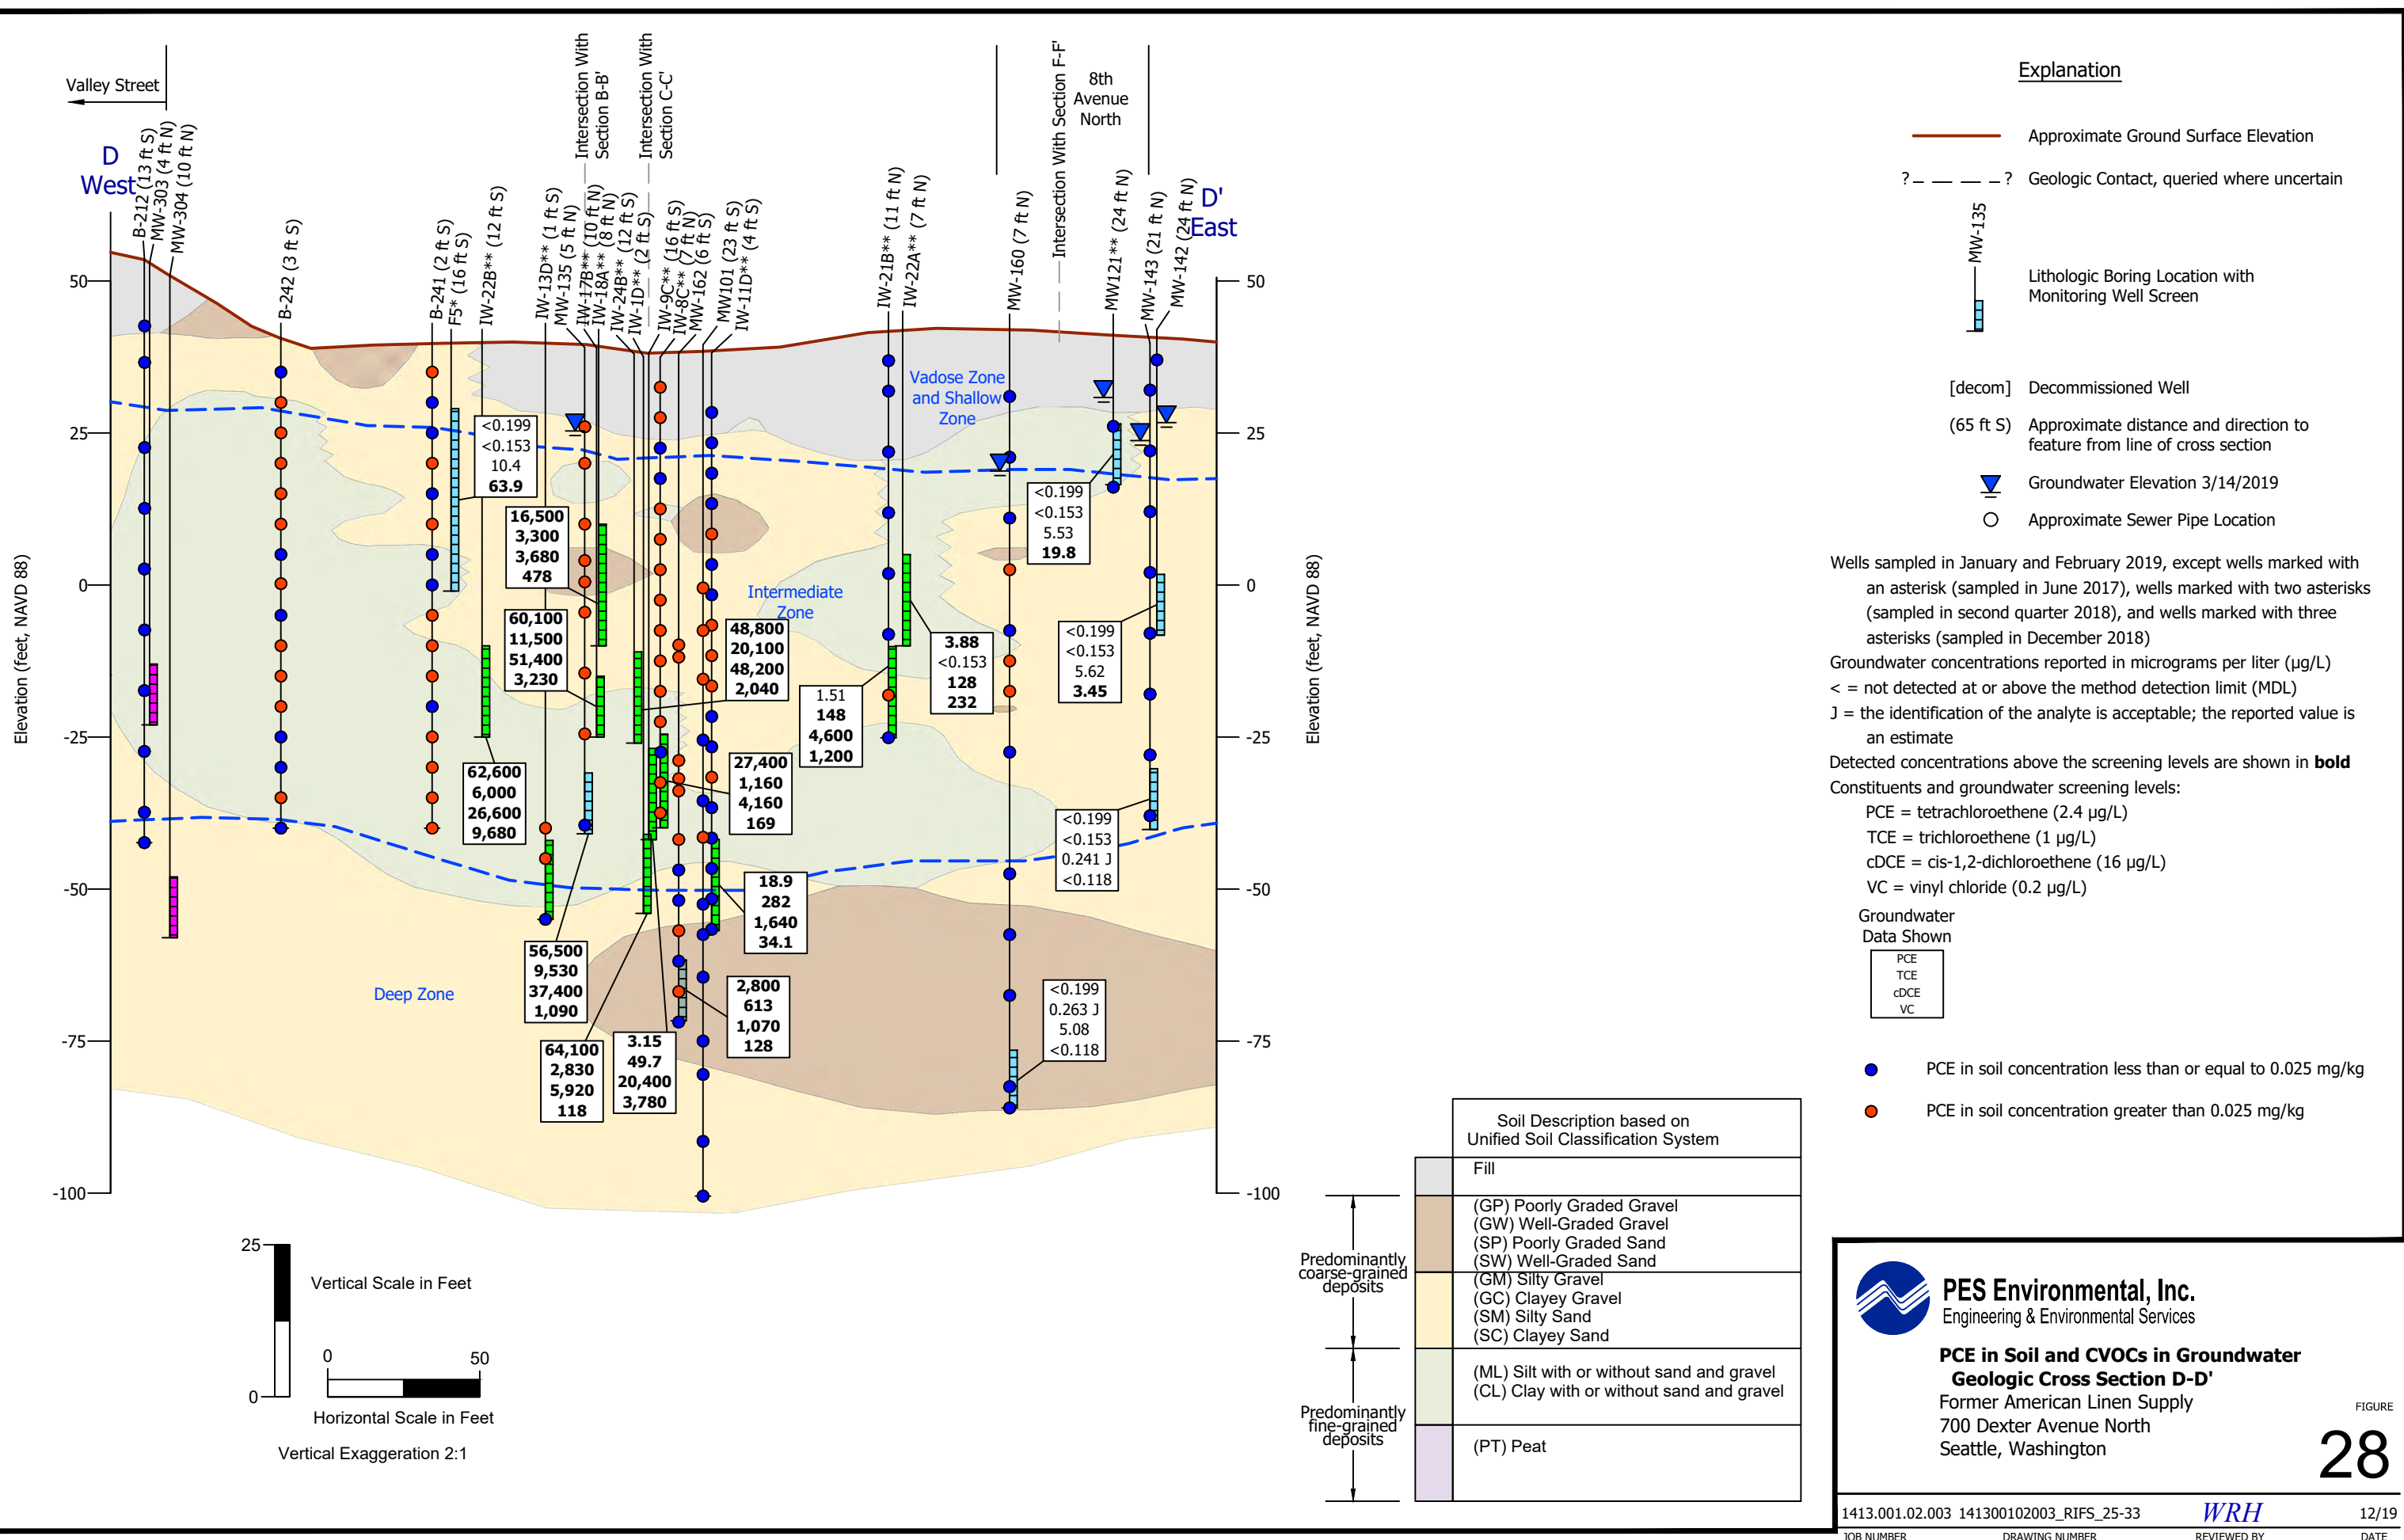 Valley Street
D
West
B-212 (13 ft S)
MW-303 (4 ft N)
MW-304 (10 ft N)
B-242 (3 ft S)
B-241 (2 ft S)
F5* (16 ft S)
IW-22B** (12 ft S)
IW-13D** (1 ft S)
MW-135 (5 ft N)
IW-17B** (10 ft N)
IW-18A** (8 ft N)
IW-24B** (12 ft S)
IW-1D** (2 ft S)
IW-9C** (16 ft S)
IW-8C** (7 ft N)
MW-162 (6 ft S)
MW101 (23 ft S)
IW-11D** (4 ft S)
IW-21B** (11 ft N)
IW-22A** (7 ft N)
MW-160 (7 ft N)
MW121** (24 ft N)
MW-143 (21 ft N)
MW-142 (24 ft N)
Intersection With
Section B-B'
Intersection With
Section C-C'
Intersection With Section F-F'
8th
Avenue
North
D'
East
Elevation (feet, NAVD 88)
50
25
0
-25
-50
-75
-100
50
25
0
-25
-50
-75
-100
Elevation (feet, NAVD 88)
Vadose Zone
and Shallow
Zone
Intermediate
Zone
Deep Zone
<0.199
<0.153
10.4
63.9
16,500
3,300
3,680
478
60,100
11,500
51,400
3,230
62,600
6,000
26,600
9,680
48,800
20,100
48,200
2,040
27,400
1,160
4,160
169
18.9
282
1,640
34.1
56,500
9,530
37,400
1,090
64,100
2,830
5,920
118
3.15
49.7
20,400
3,780
2,800
613
1,070
128
1.51
148
4,600
1,200
3.88
<0.153
128
232
<0.199
<0.153
5.53
19.8
<0.199
<0.153
5.62
3.45
<0.199
<0.153
0.241 J
<0.118
<0.199
0.263 J
5.08
<0.118
25
0
Vertical Scale in Feet
0 50
Horizontal Scale in Feet
Vertical Exaggeration 2:1
Explanation
Approximate Ground Surface Elevation
? ? Geologic Contact, queried where uncertain
MW-135
Lithologic Boring Location with
Monitoring Well Screen
[decom] Decommissioned Well
(65 ft S) Approximate distance and direction to
feature from line of cross section
Groundwater Elevation 3/14/2019
Approximate Sewer Pipe Location
Wells sampled in January and February 2019, except wells marked with
an asterisk (sampled in June 2017), wells marked with two asterisks
(sampled in second quarter 2018), and wells marked with three
asterisks (sampled in December 2018)
Groundwater concentrations reported in micrograms per liter (µg/L)
< = not detected at or above the method detection limit (MDL)
J = the identification of the analyte is acceptable; the reported value is
an estimate
Detected concentrations above the screening levels are shown in bold
Constituents and groundwater screening levels:
PCE = tetrachloroethene (2.4 µg/L)
TCE = trichloroethene (1 µg/L)
cDCE = cis-1,2-dichloroethene (16 µg/L)
VC = vinyl chloride (0.2 µg/L)
Groundwater
Data Shown
PCE
TCE
cDCE
VC
PCE in soil concentration less than or equal to 0.025 mg/kg
PCE in soil concentration greater than 0.025 mg/kg
Soil Description based on
Unified Soil Classification System
Fill
(GP) Poorly Graded Gravel
(GW) Well-Graded Gravel
(SP) Poorly Graded Sand
(SW) Well-Graded Sand
(GM) Silty Gravel
(GC) Clayey Gravel
(SM) Silty Sand
(SC) Clayey Sand
(ML) Silt with or without sand and gravel
(CL) Clay with or without sand and gravel
(PT) Peat
Predominantly
coarse-grained
deposits
Predominantly
fine-grained
deposits
PES Environmental, Inc.
Engineering & Environmental Services
PCE in Soil and CVOCs in Groundwater
Geologic Cross Section D-D'
Former American Linen Supply
700 Dexter Avenue North
Seattle, Washington
FIGURE
28
1413.001.02.003 141300102003_RIFS_25-33 WRH 12/19
JOB NUMBER DRAWING NUMBER REVIEWED BY DATE